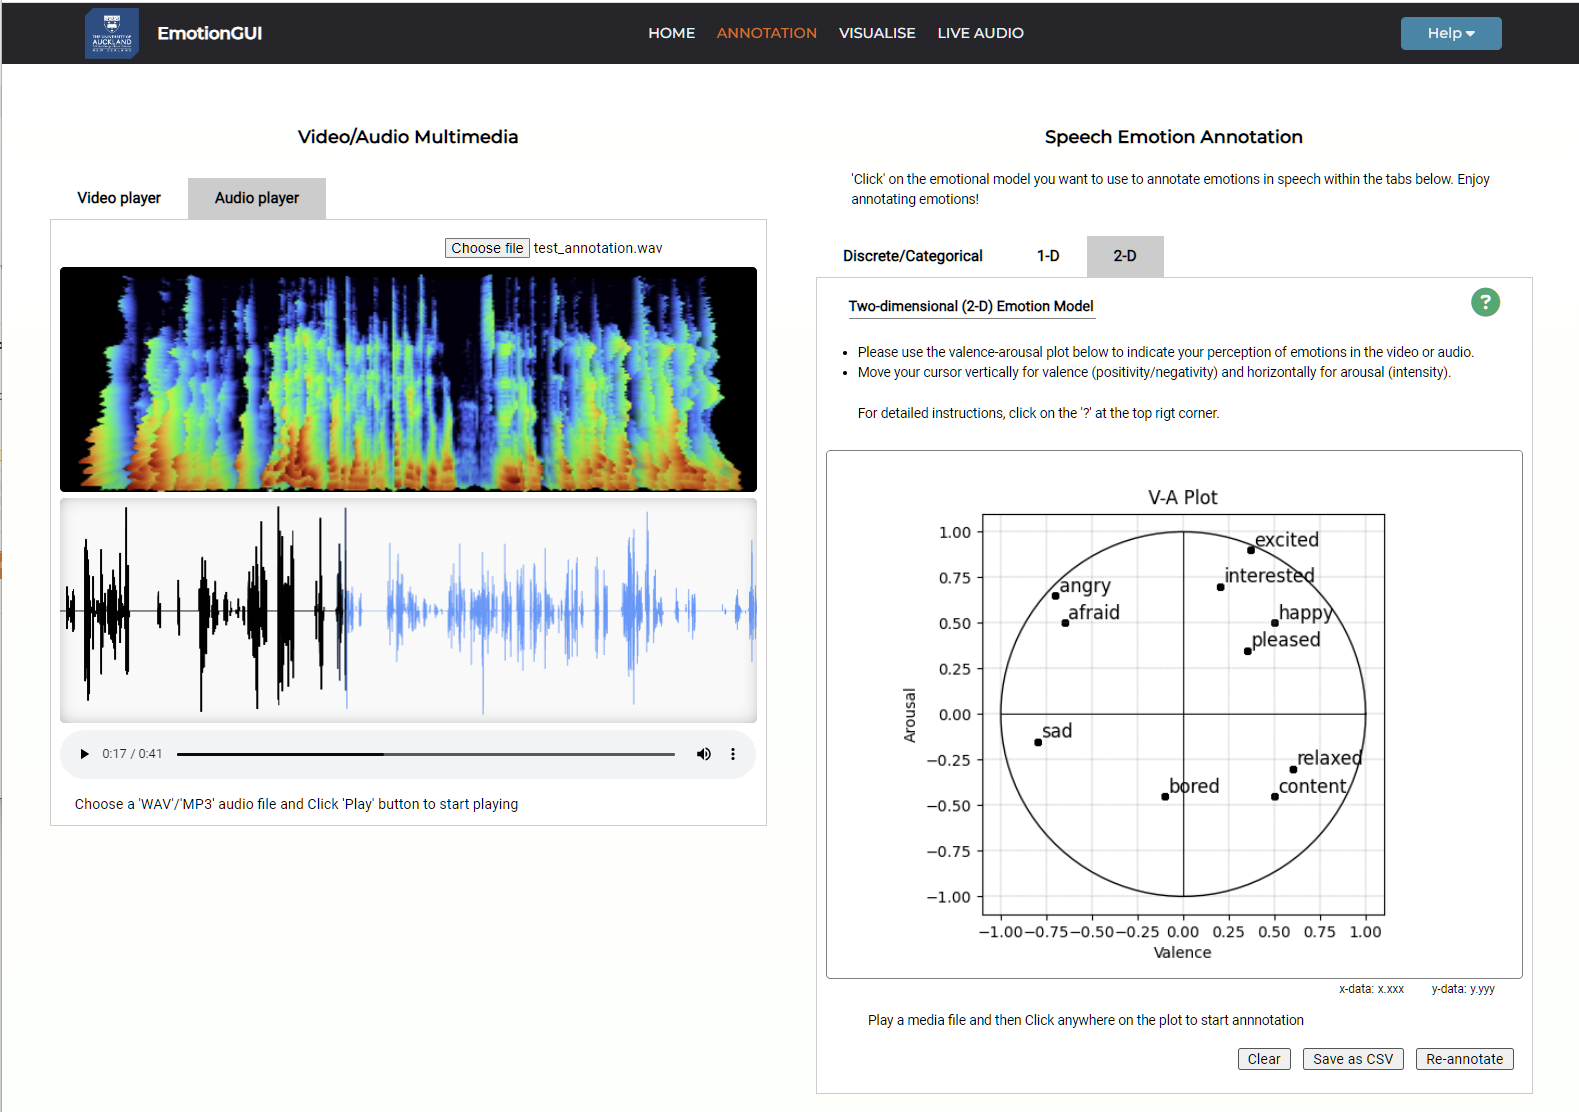 THE UNIVERSITY OF
AUCKLAND
NEW ZEALAND
EmotionGUI
HOME ANNOTATION VISUALISE LIVE AUDIO
Help
Video/Audio Multimedia
Video player Audio player
Choose file test_annotation.wav
0:17 / 0:41
Choose a 'WAV'/'MP3' audio file and Click 'Play' button to start playing
Speech Emotion Annotation
'Click' on the emotional model you want to use to annotate emotions in speech within the tabs below. Enjoy
annotating emotions!
Discrete/Categorical 1-D 2-D
Two-dimensional (2-D) Emotion Model
?
• Please use the valence-arousal plot below to indicate your perception of emotions in the video or audio.
• Move your cursor vertically for valence (positivity/negativity) and horizontally for arousal (intensity).
For detailed instructions, click on the '?' at the top rigt corner.
V-A Plot
1.00
0.75
0.50
0.25
0.00
−0.25
−0.50
−0.75
−1.00
Arousal
excited
interested
angry
afraid
happy
pleased
sad
relaxed
bored
content
−1.00 −0.75 −0.50 −0.25 0.00 0.25 0.50 0.75 1.00
Valence
x-data: x.xxx y-data: y.yyy
Play a media file and then Click anywhere on the plot to start annnotation
Clear Save as CSV Re-annotate